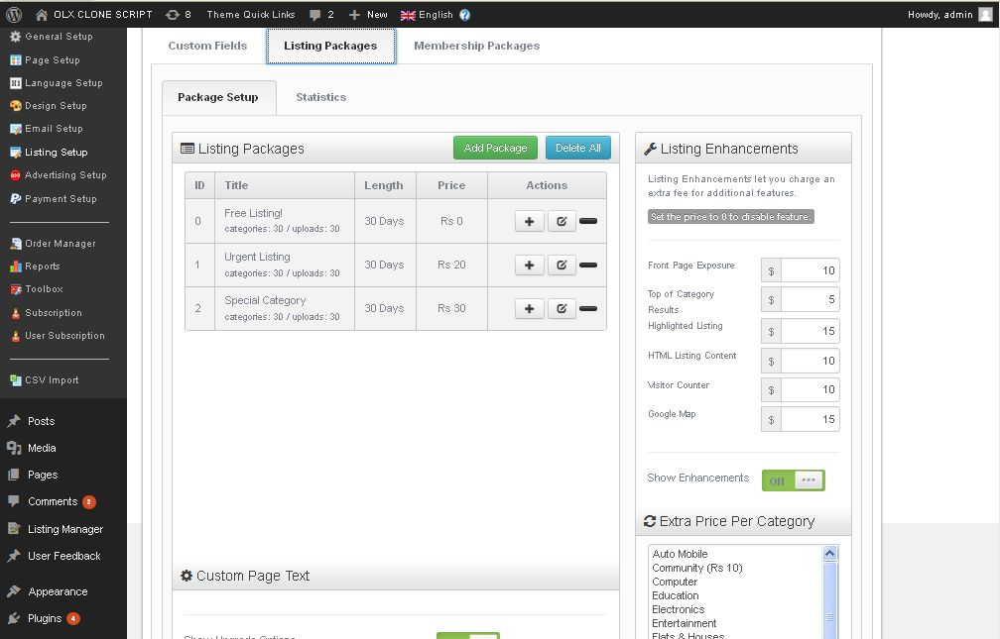 OLX CLONE SCRIPT 8 Theme Quick Links 2 New English Howdy, admin
General Setup
Page Setup
Language Setup
Design Setup
Email Setup
Listing Setup
Advertising Setup
Payment Setup
Order Manager
Reports
Toolbox
Subscription
User Subscription
CSV Import
Posts
Media
Pages
Comments 2
Listing Manager
User Feedback
Appearance
Plugins 4
Custom Fields Listing Packages Membership Packages
Package Setup Statistics
Listing Packages Add Package Delete All
ID Title Length Price Actions
0 Free Listing! 30 Days Rs 0
categories: 30 / uploads: 30
1 Urgent Listing 30 Days Rs 20
categories: 30 / uploads: 30
2 Special Category 30 Days Rs 30
categories: 30 / uploads: 30
Custom Page Text
Show Upgrade Options
Listing Enhancements
Listing Enhancements let you charge an
extra fee for additional features.
Set the price to 0 to disable feature.
Front Page Exposure $ 10
Top of Category
Results $ 5
Highlighted Listing $ 15
HTML Listing Content $ 10
Visitor Counter $ 10
Google Map $ 15
Show Enhancements
Extra Price Per Category
Auto Mobile
Community (Rs 10)
Computer
Education
Electronics
Entertainment
Flats & Houses